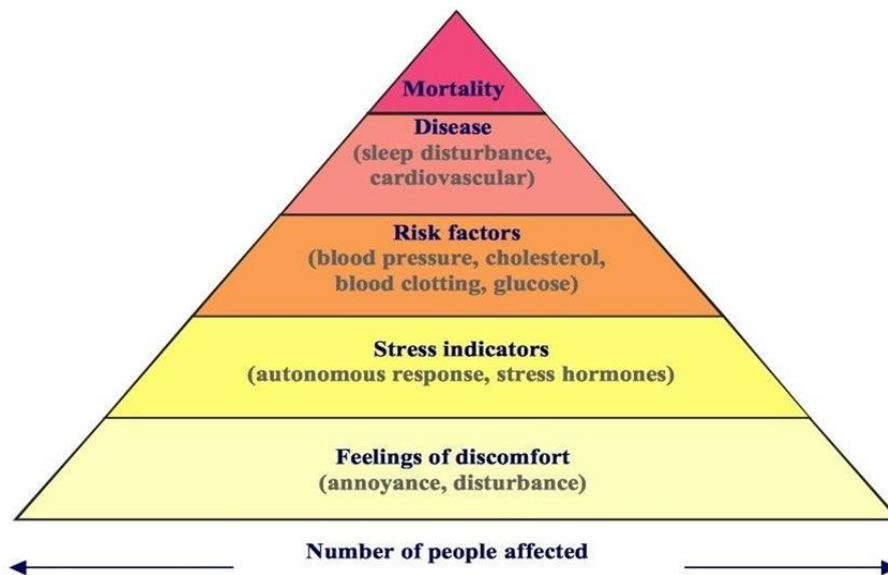 Mortality
Disease
(sleep disturbance,
cardiovascular)
Risk factors
(blood pressure, cholesterol,
blood clotting, glucose)
Stress indicators
(autonomous response, stress hormones)
Feelings of discomfort
(annoyance, disturbance)
Number of people affected